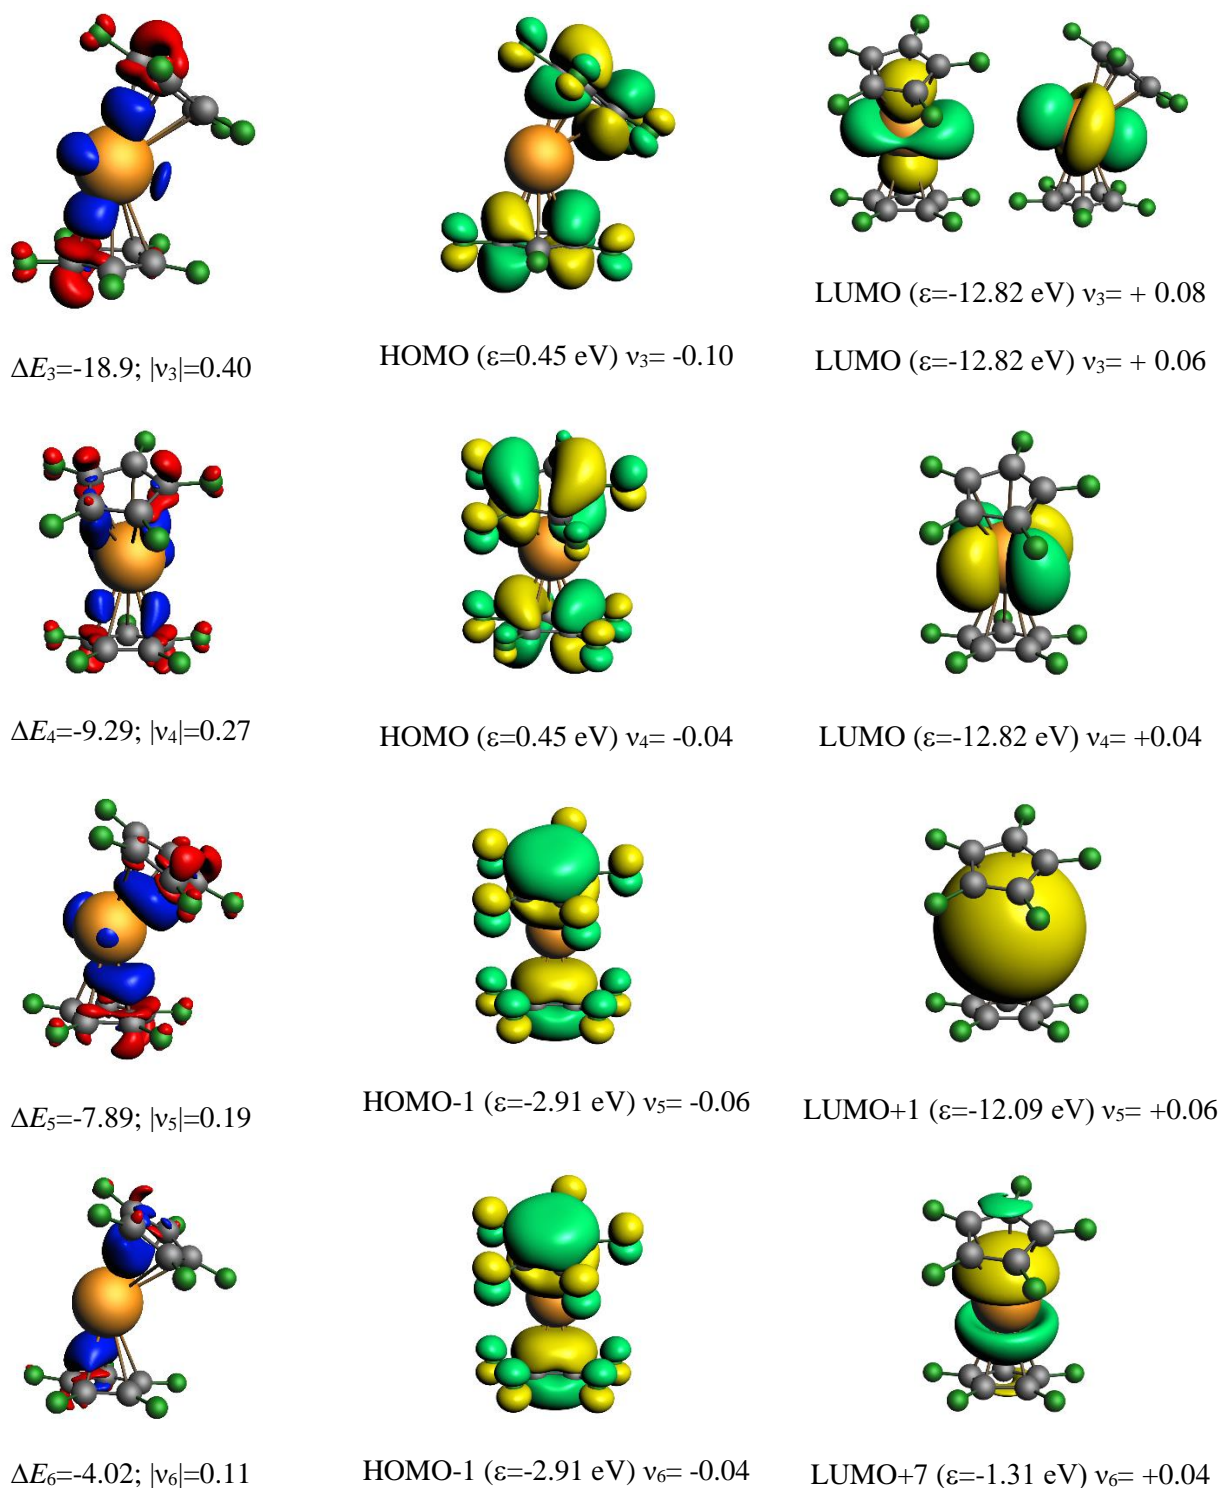 LUMO (ε=-12.82 eV) ν₃= + 0.08
ΔE₃=-18.9; |ν₃|=0.40
HOMO (ε=0.45 eV) ν₃= -0.10
LUMO (ε=-12.82 eV) ν₃= + 0.06
ΔE₄=-9.29; |ν₄|=0.27
HOMO (ε=0.45 eV) ν₄= -0.04
LUMO (ε=-12.82 eV) ν₄= +0.04
ΔE₅=-7.89; |ν₅|=0.19
HOMO-1 (ε=-2.91 eV) ν₅= -0.06
LUMO+1 (ε=-12.09 eV) ν₅= +0.06
ΔE₆=-4.02; |ν₆|=0.11
HOMO-1 (ε=-2.91 eV) ν₆= -0.04
LUMO+7 (ε=-1.31 eV) ν₆= +0.04